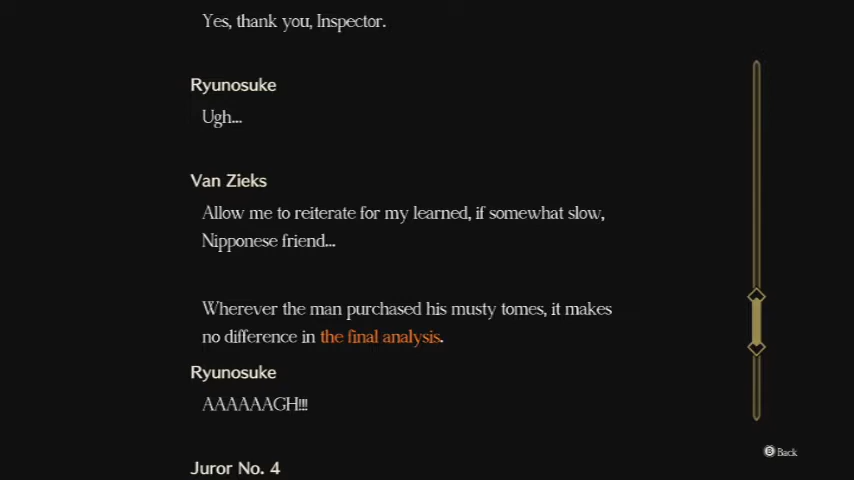 Yes, thank you, Inspector.
Ryunosuke
Ugh...
Van Zieks
Allow me to reiterate for my learned, if somewhat slow,
Nipponese friend...
Wherever the man purchased his musty tomes, it makes
no difference in the final analysis.
Ryunosuke
AAAAAAGH!!!
Juror No. 4
B Back